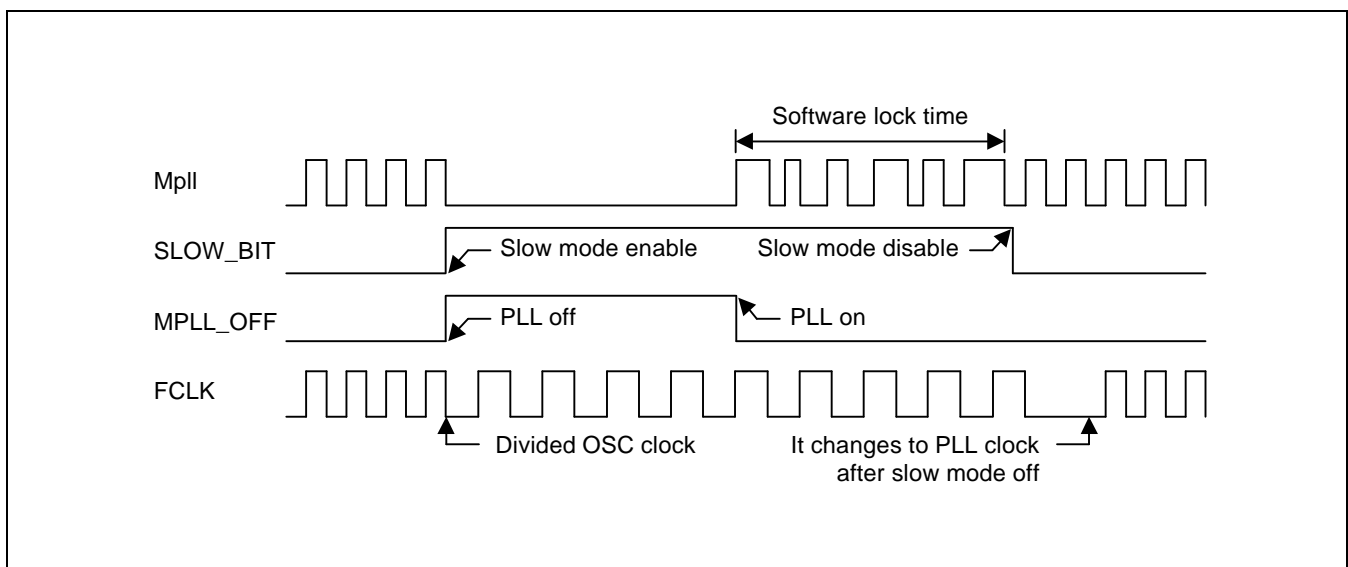 Software lock time
Mpll
SLOW_BIT
Slow mode enable
Slow mode disable
MPLL_OFF
PLL off
PLL on
FCLK
Divided OSC clock
It changes to PLL clock
after slow mode off